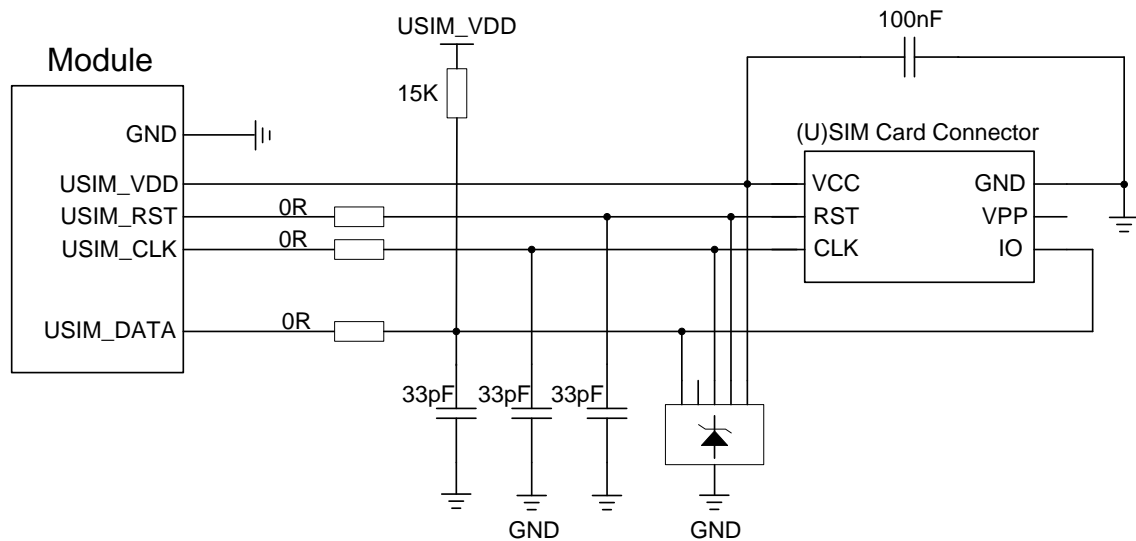 100nF
USIM_VDD
Module
15K
(U)SIM Card Connector
GND
USIM_VDD
VCC
GND
USIM_RST
0R
RST
VPP
USIM_CLK
0R
CLK
IO
USIM_DATA
0R
33pF
33pF
33pF
GND
GND